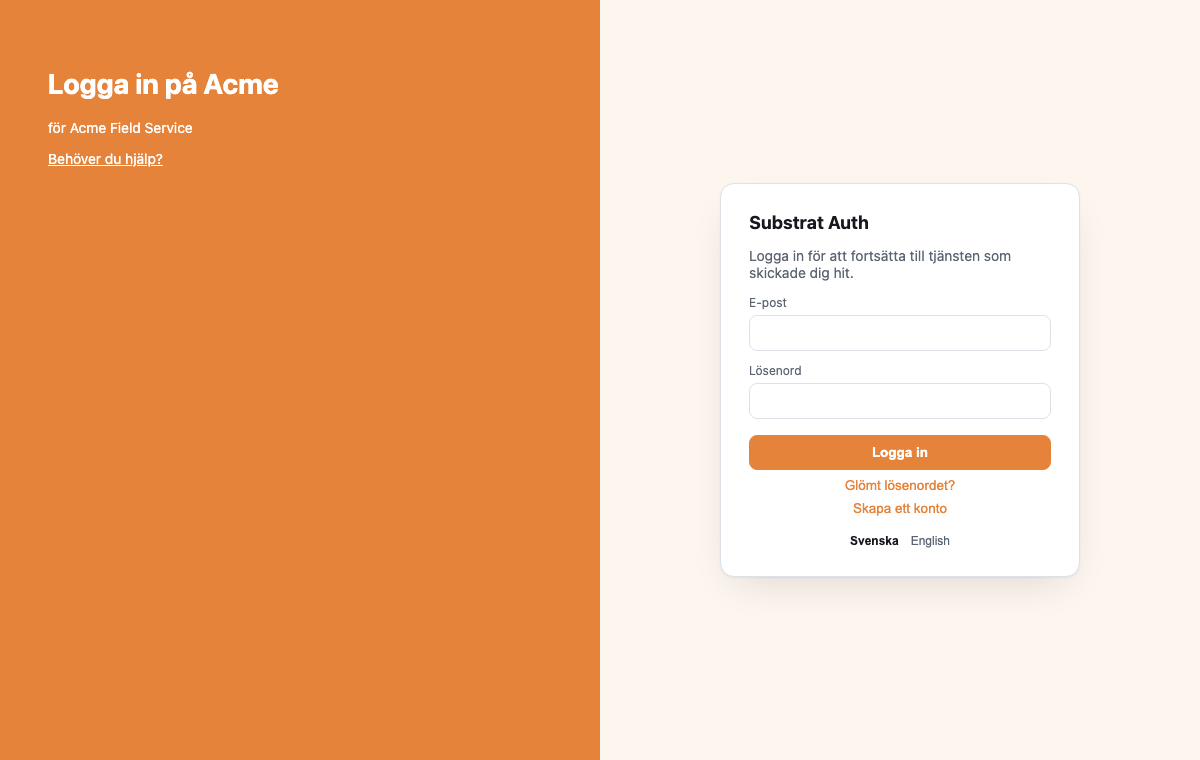 Logga in på Acme
för Acme Field Service
Behöver du hjälp?
Substrat Auth
Logga in för att fortsätta till tjänsten som
skickade dig hit.
E-post
Lösenord
Logga in
Glömt lösenordet?
Skapa ett konto
Svenska English